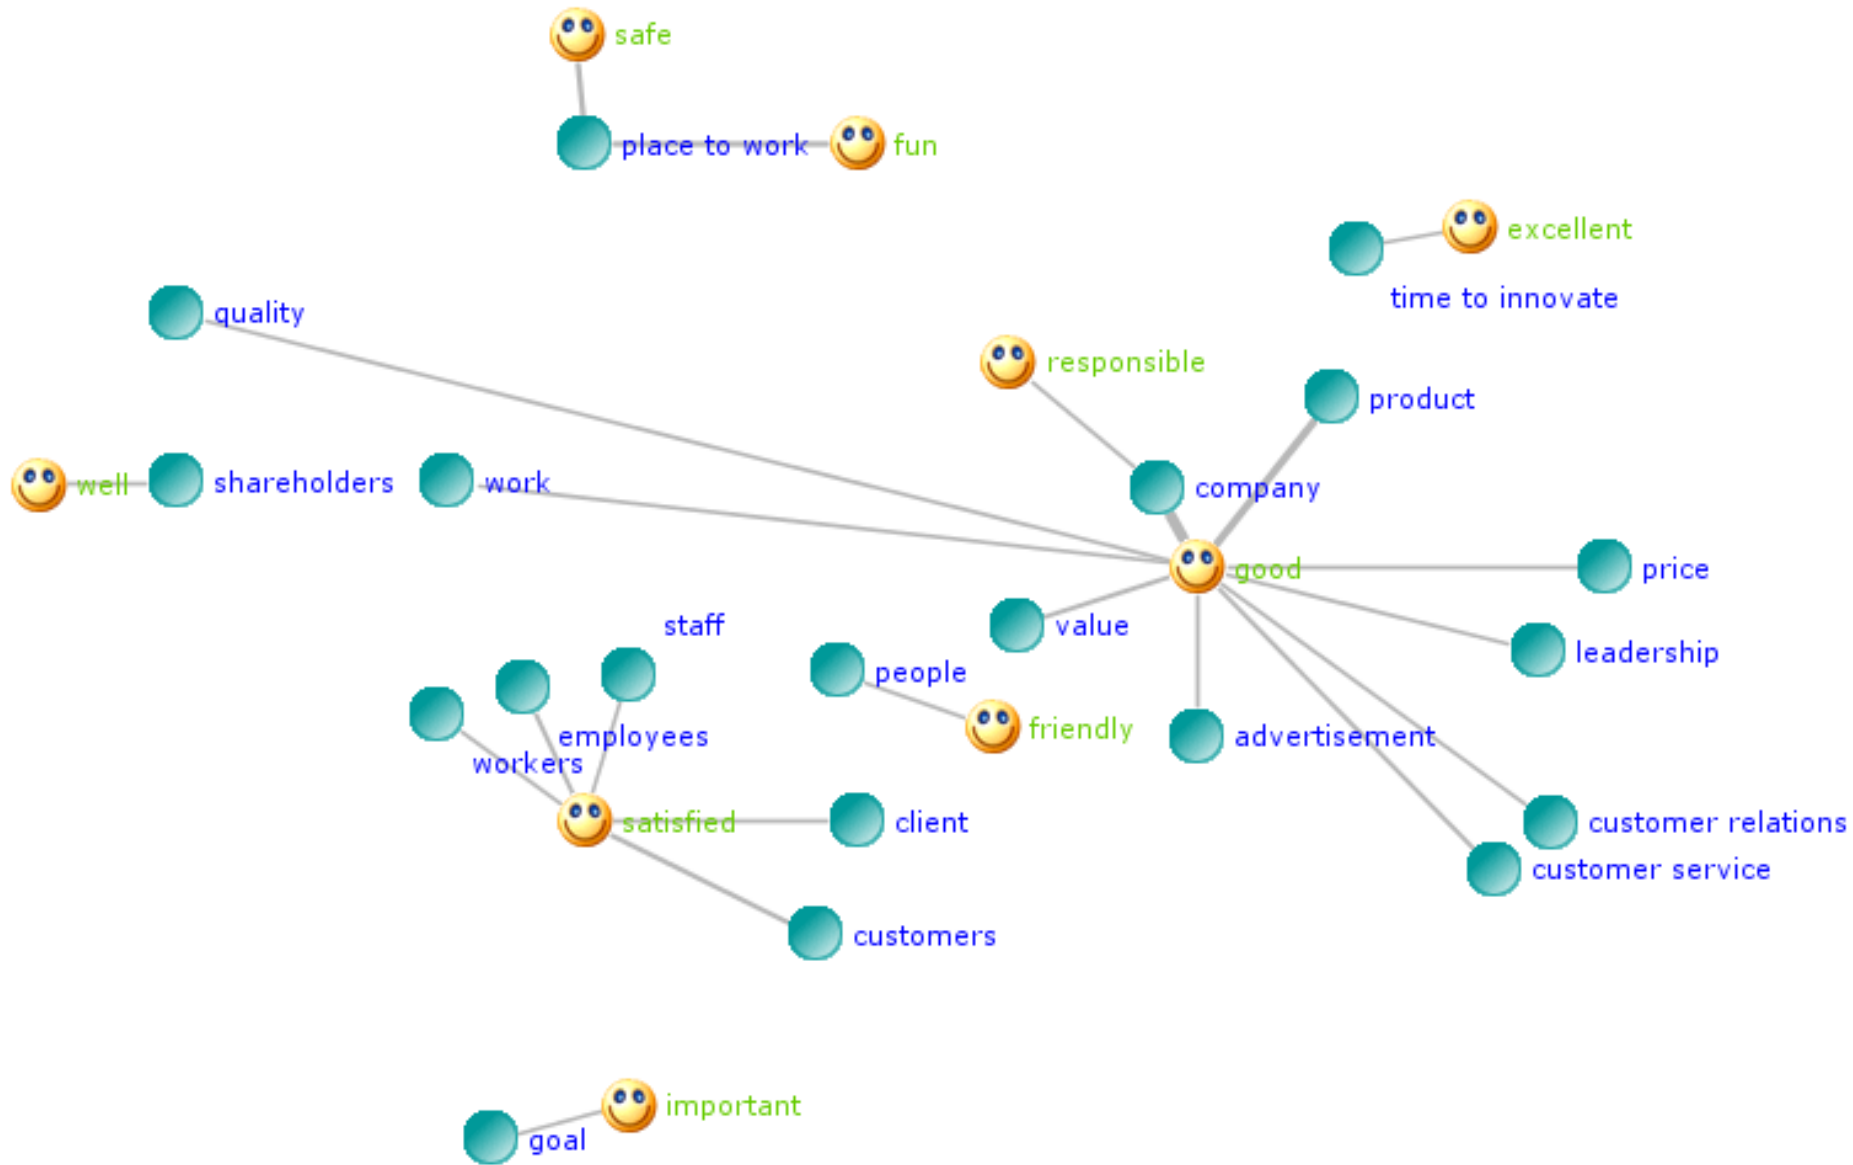 safe
place to work
fun
excellent
time to innovate
quality
responsible
product
well
shareholders
work
company
good
price
value
leadership
staff
people
friendly
advertisement
employees
workers
satisfied
client
customer relations
customer service
customers
important
goal